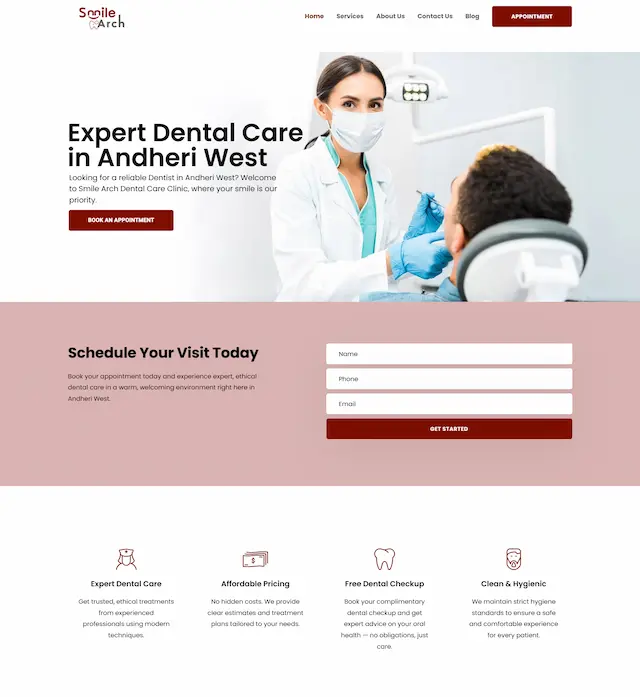 Smile
Arch
Home Services About Us Contact Us Blog APPOINTMENT
Expert Dental Care
in Andheri West
Looking for a reliable Dentist in Andheri West? Welcome
to Smile Arch Dental Care Clinic, where your smile is our
priority.
BOOK AN APPOINTMENT
Schedule Your Visit Today
Book your appointment today and experience expert, ethical
dental care in a warm, welcoming environment right here in
Andheri West.
Name
Phone
Email
GET STARTED
Expert Dental Care
Get trusted, ethical treatments
from experienced
professionals using modern
techniques.
Affordable Pricing
No hidden costs. We provide
clear estimates and treatment
plans tailored to your needs.
Free Dental Checkup
Book your complimentary
dental checkup and get
expert advice on your oral
health — no obligations, just
care.
Clean & Hygienic
We maintain strict hygiene
standards to ensure a safe
and comfortable experience
for every patient.